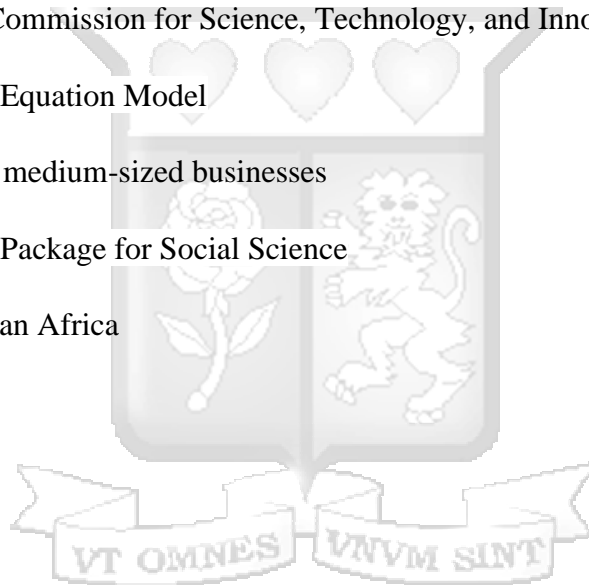 Commission for Science, Technology, and Inno
Equation Model
medium-sized businesses
Package for Social Science
an Africa
VT OMNES VNVM SINT